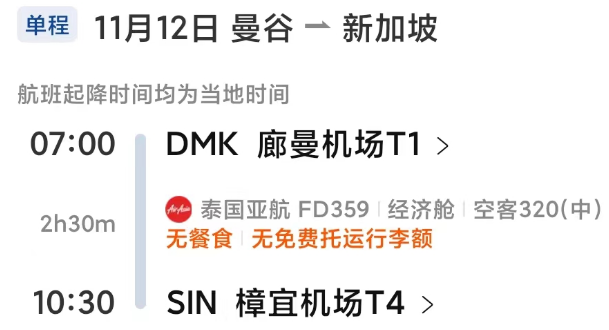 单程 11月12日 曼谷 → 新加坡
航班起降时间均为当地时间
07:00 DMK 廊曼机场T1 >
AirAsia 泰国亚航 FD359 | 经济舱 | 空客320(中)
2h30m
无餐食 | 无免费托运行李额
10:30 SIN 樟宜机场T4 >